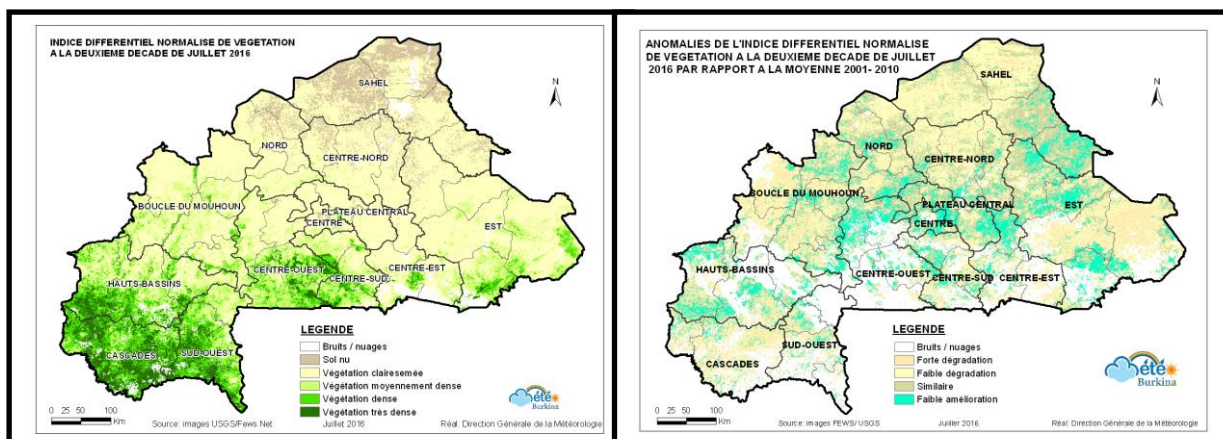 INDICE DIFFERENTIEL NORMALISE DE VEGETATION
A LA DEUXIEME DECADE DE JUILLET 2016
N
SAHEL
NORD
CENTRE-NORD
BOUCLE DU MOUHOUN
PLATEAU CENTRAL
CENTRE
EST
CENTRE-OUEST
CENTRE-EST
CENTRE-SUD
HAUTS-BASSINS
CASCADES
SUD-OUEST
LEGENDE
Bruits / nuages
Sol nu
Végétation clairesemée
Végétation moyennement dense
Végétation dense
Végétation très dense
été
Burkina
0 25 50 100
Km
Source: images USGS/Fews Net Juillet 2016 Réal: Direction Générale de la Météorologie
ANOMALIES DE L'INDICE DIFFERENTIEL NORMALISE
DE VEGETATION A LA DEUXIEME DECADE DE JUILLET
2016 PAR RAPPORT A LA MOYENNE 2001- 2010
N
SAHEL
NORD
CENTRE-NORD
BOUCLE DU MOUHOUN
PLATEAU CENTRAL
EST
CENTRE
HAUTS-BASSINS
CENTRE-OUEST
CENTRE-SUD
CENTRE-EST
SUD-OUEST
CASCADES
LEGENDE
Bruits / nuages
Forte dégradation
Faible dégradation
Similaire
Faible amélioration
été
Burkina
0 25 50 100
Km
Source: images FEWS/ USGS Juillet 2016 Réal: Direction Générale de la Météorologie